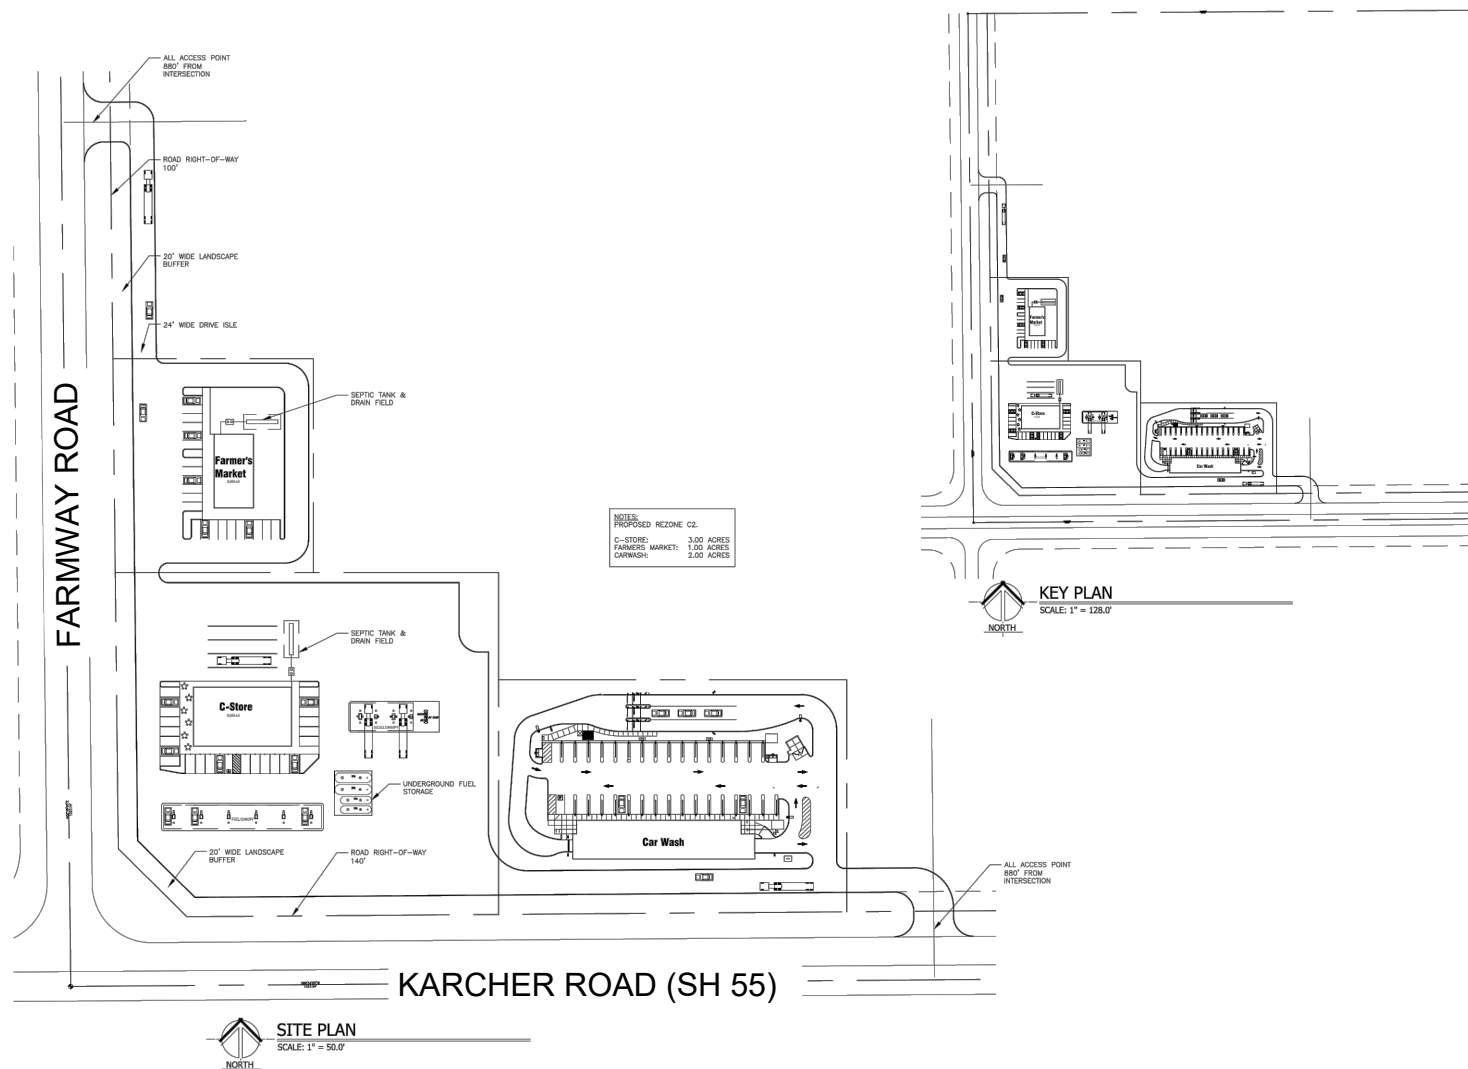 ALL ACCESS POINT
880' FROM
INTERSECTION
ROAD RIGHT-OF-WAY
100'
20' WIDE LANDSCAPE
BUFFER
24' WIDE DRIVE ISLE
SEPTIC TANK &
DRAIN FIELD
Farmer's
Market
FARMWAY ROAD
NOTES:
PROPOSED REZONE C2.
C-STORE: 3.00 ACRES
FARMERS MARKET: 1.00 ACRES
CARWASH: 2.00 ACRES
SEPTIC TANK &
DRAIN FIELD
C-Store
UNDERGROUND FUEL
STORAGE
Car Wash
20' WIDE LANDSCAPE
BUFFER
ROAD RIGHT-OF-WAY
140'
ALL ACCESS POINT
880' FROM
INTERSECTION
KARCHER ROAD (SH 55)
SITE PLAN
SCALE: 1" = 50.0'
NORTH
Farmer's
Market
C-Store
Car Wash
KEY PLAN
SCALE: 1" = 128.0'
NORTH